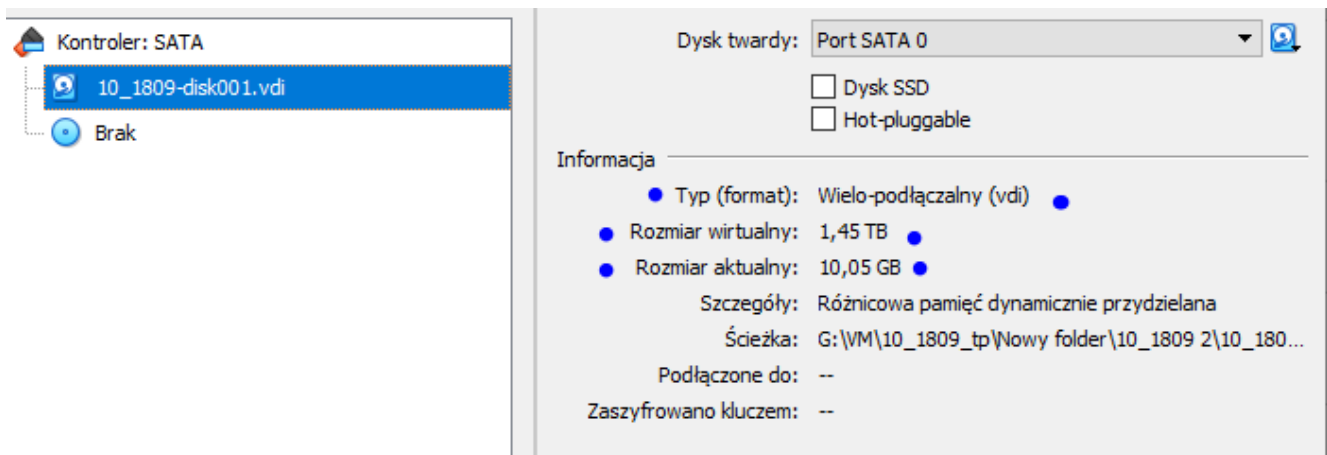 Kontroler: SATA
10_1809-disk001.vdi
Brak
Dysk twardy: Port SATA 0
Dysk SSD
Hot-pluggable
Informacja
Typ (format): Wielo-podłączalny (vdi)
Rozmiar wirtualny: 1,45 TB
Rozmiar aktualny: 10,05 GB
Szczegóły: Różnicowa pamięć dynamicznie przydzielana
Ścieżka: G:\VM\10_1809_tp\Nowy folder\10_1809 2\10_180...
Podłączone do: --
Zaszyfrowano kluczem: --